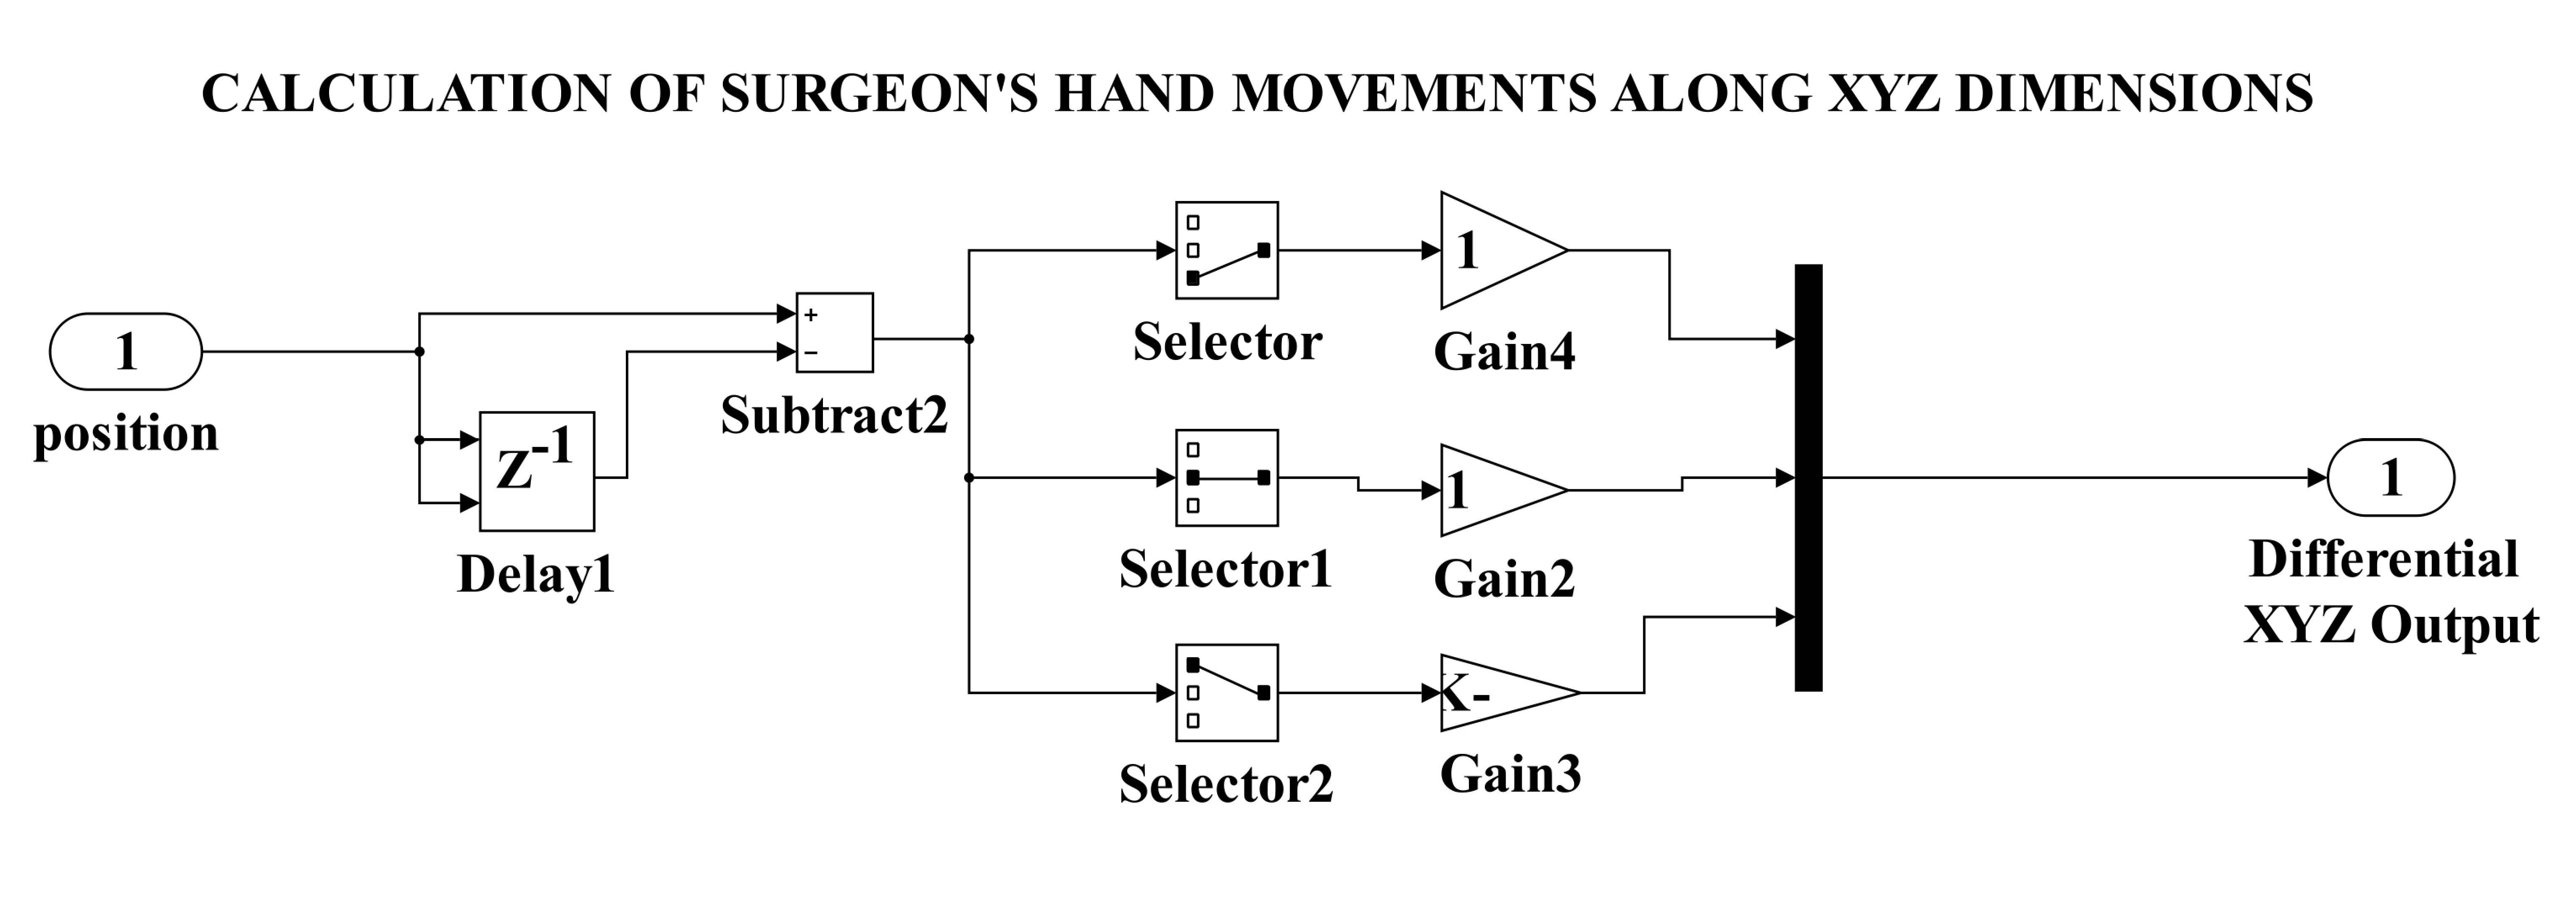 CALCULATION OF SURGEON'S HAND MOVEMENTS ALONG XYZ DIMENSIONS
1
position
Z-1
Delay1
+
−
Subtract2
Selector
1
Gain4
Selector1
1
Gain2
Selector2
K-
Gain3
1
Differential
XYZ Output